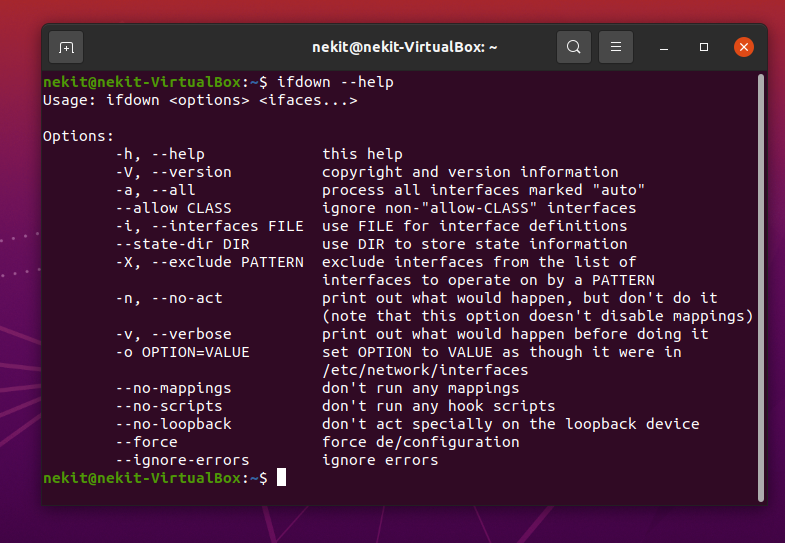 nekit@nekit-VirtualBox: ~
nekit@nekit-VirtualBox:~$ ifdown --help
Usage: ifdown <options> <ifaces...>

Options:
        -h, --help             this help
        -V, --version          copyright and version information
        -a, --all              process all interfaces marked "auto"
        --allow CLASS          ignore non-"allow-CLASS" interfaces
        -i, --interfaces FILE  use FILE for interface definitions
        --state-dir DIR        use DIR to store state information
        -X, --exclude PATTERN  exclude interfaces from the list of
                               interfaces to operate on by a PATTERN
        -n, --no-act           print out what would happen, but don't do it
                               (note that this option doesn't disable mappings)
        -v, --verbose          print out what would happen before doing it
        -o OPTION=VALUE        set OPTION to VALUE as though it were in
                               /etc/network/interfaces
        --no-mappings          don't run any mappings
        --no-scripts           don't run any hook scripts
        --no-loopback          don't act specially on the loopback device
        --force                force de/configuration
        --ignore-errors        ignore errors
nekit@nekit-VirtualBox:~$